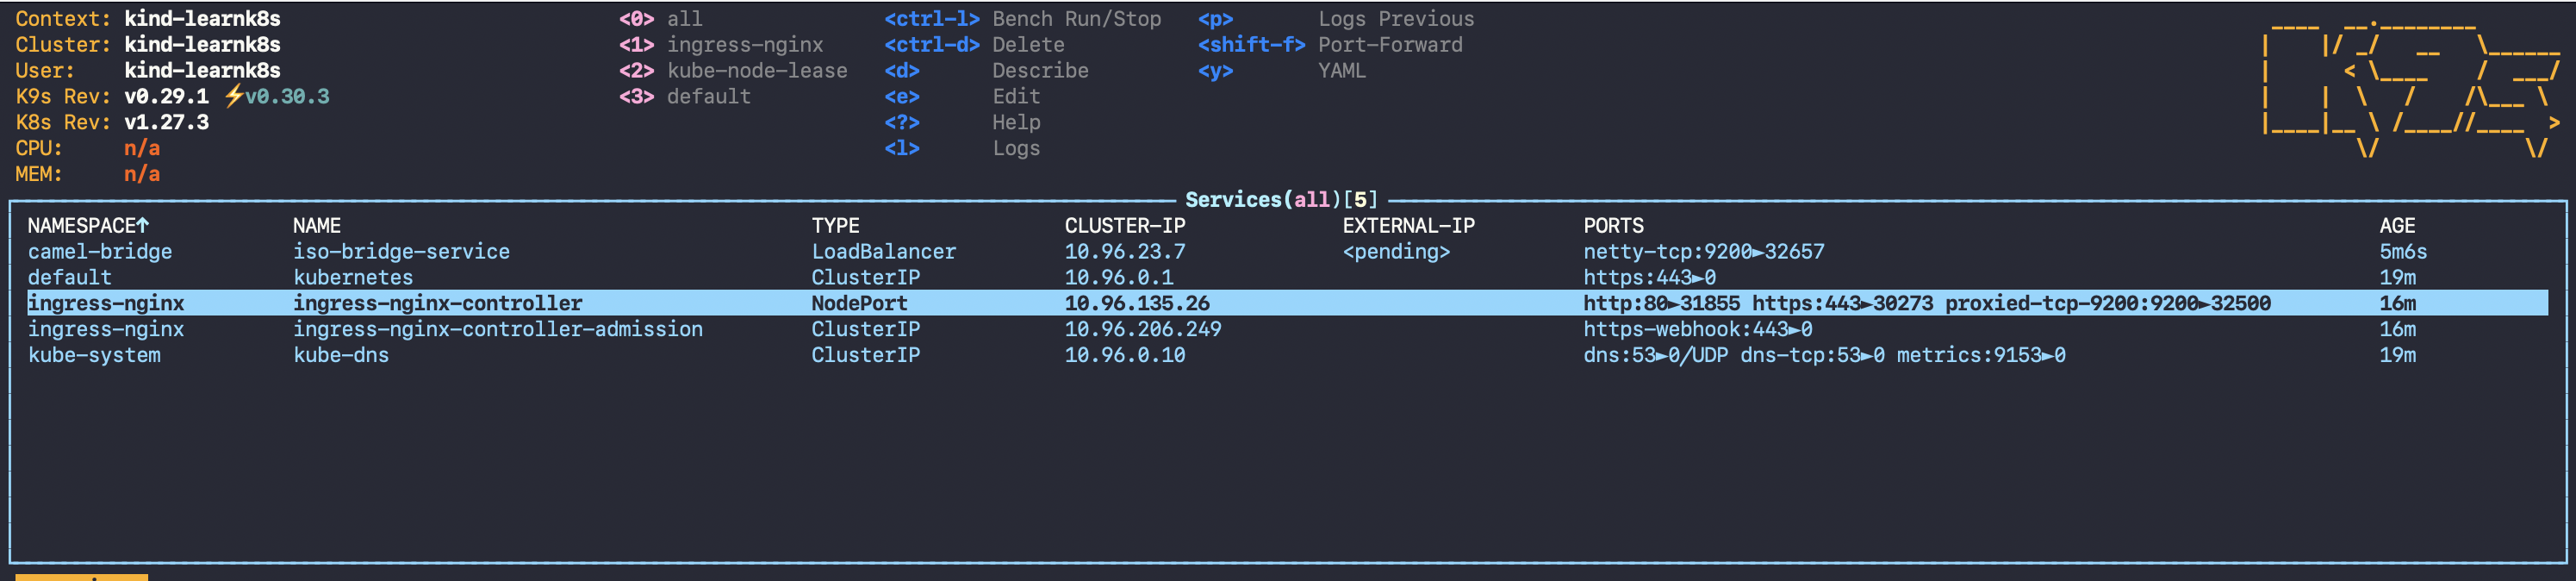 Context: kind-learnk8s <0> all <ctrl-l> Bench Run/Stop <p> Logs Previous
Cluster: kind-learnk8s <1> ingress-nginx <ctrl-d> Delete <shift-f> Port-Forward
User: kind-learnk8s <2> kube-node-lease <d> Describe <y> YAML
K9s Rev: v0.29.1 ⚡v0.30.3 <3> default <e> Edit
K8s Rev: v1.27.3 <?> Help
CPU: n/a <l> Logs
MEM: n/a
Services(all)[5]
NAMESPACE↑ NAME TYPE CLUSTER-IP EXTERNAL-IP PORTS AGE
camel-bridge iso-bridge-service LoadBalancer 10.96.23.7 <pending> netty-tcp:9200►32657 5m6s
default kubernetes ClusterIP 10.96.0.1 https:443►0 19m
ingress-nginx ingress-nginx-controller NodePort 10.96.135.26 http:80►31855 https:443►30273 proxied-tcp-9200:9200►32500 16m
ingress-nginx ingress-nginx-controller-admission ClusterIP 10.96.206.249 https-webhook:443►0 16m
kube-system kube-dns ClusterIP 10.96.0.10 dns:53►0/UDP dns-tcp:53►0 metrics:9153►0 19m